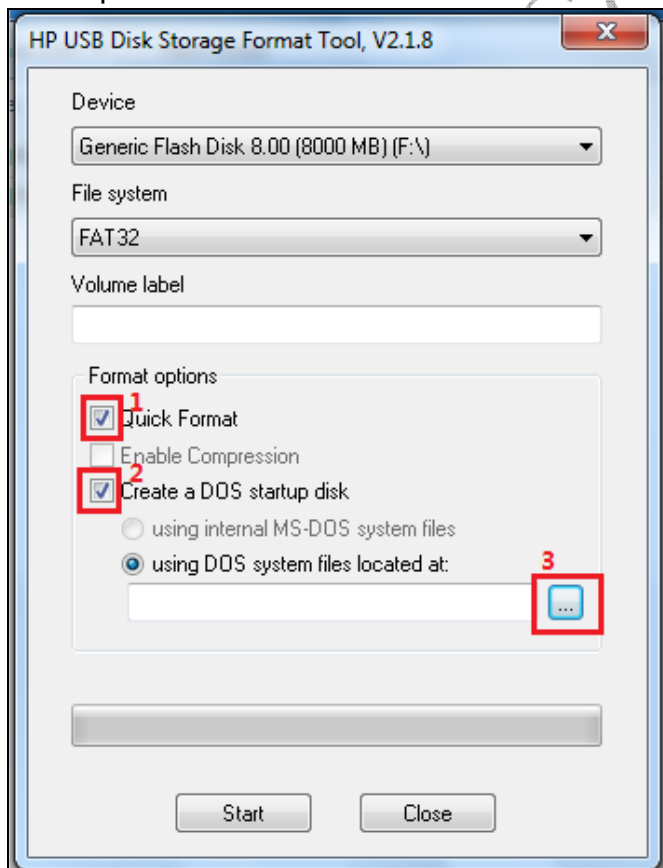 HP USB Disk Storage Format Tool, V2.1.8
Device
Generic Flash Disk 8.00 (8000 MB) (F:\)
File system
FAT32
Volume label
Format options
1
Quick Format
Enable Compression
2
Create a DOS startup disk
using internal MS-DOS system files
using DOS system files located at:
3
...
Start Close